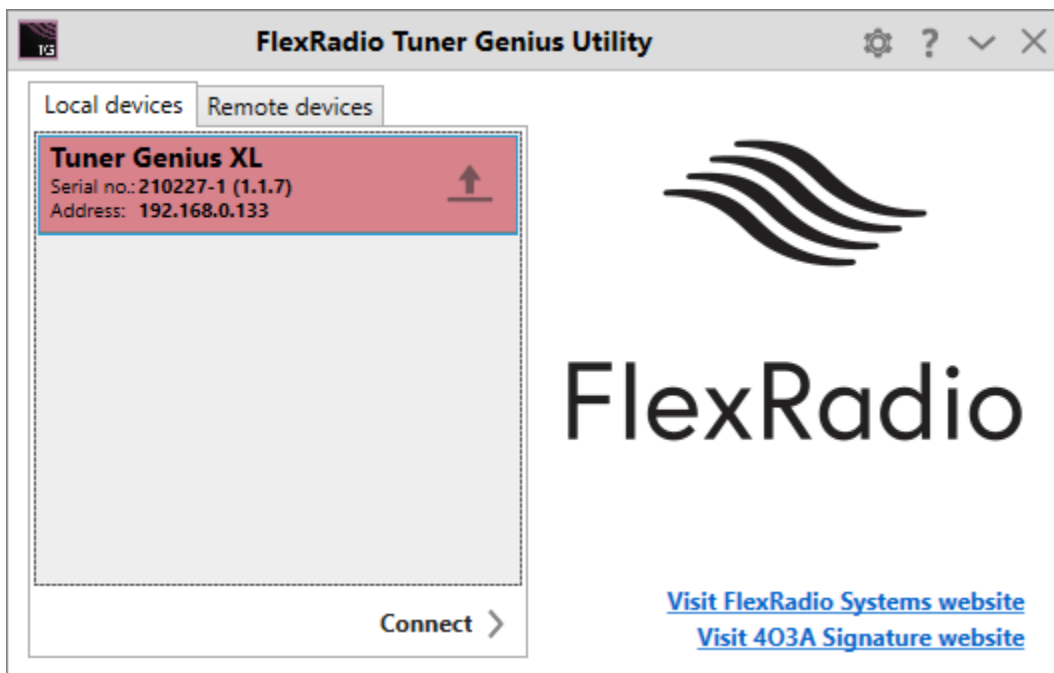 TG
FlexRadio Tuner Genius Utility
?
Local devices
Remote devices
Tuner Genius XL
Serial no.: 210227-1 (1.1.7)
Address: 192.168.0.133
FlexRadio
Connect
Visit FlexRadio Systems website
Visit 4O3A Signature website